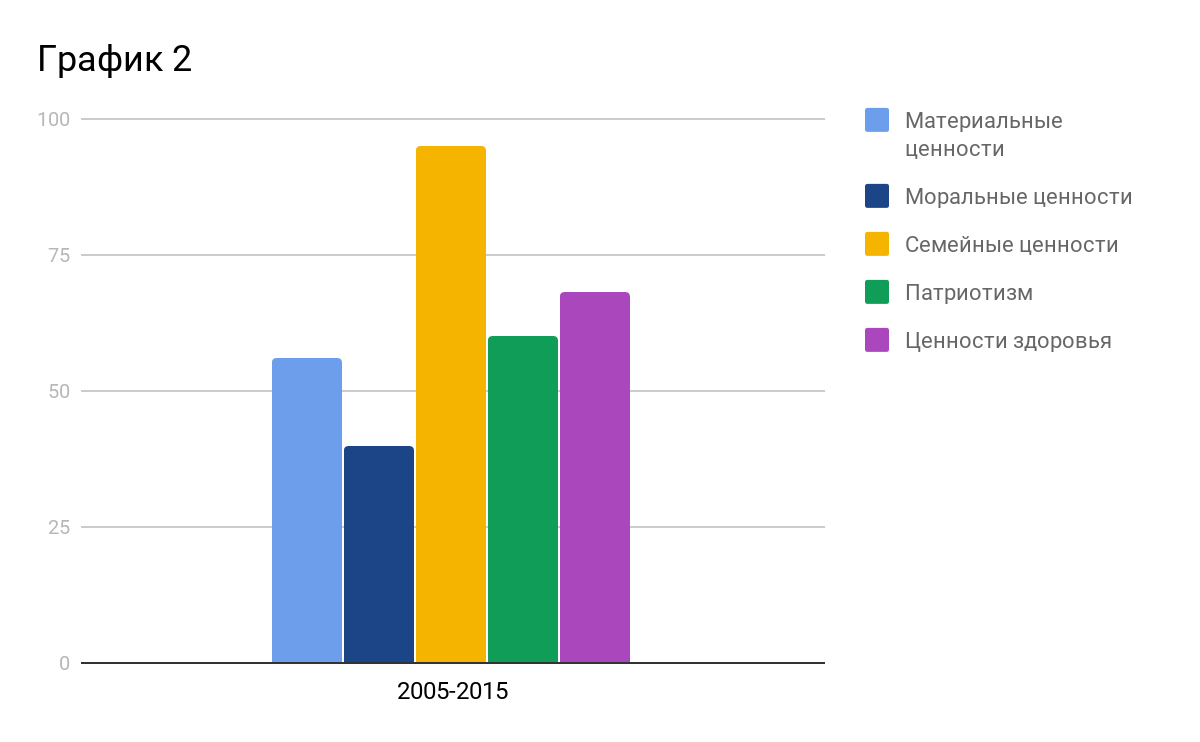 График 2
100
75
50
25
0
2005-2015
Материальные
ценности
Моральные ценности
Семейные ценности
Патриотизм
Ценности здоровья